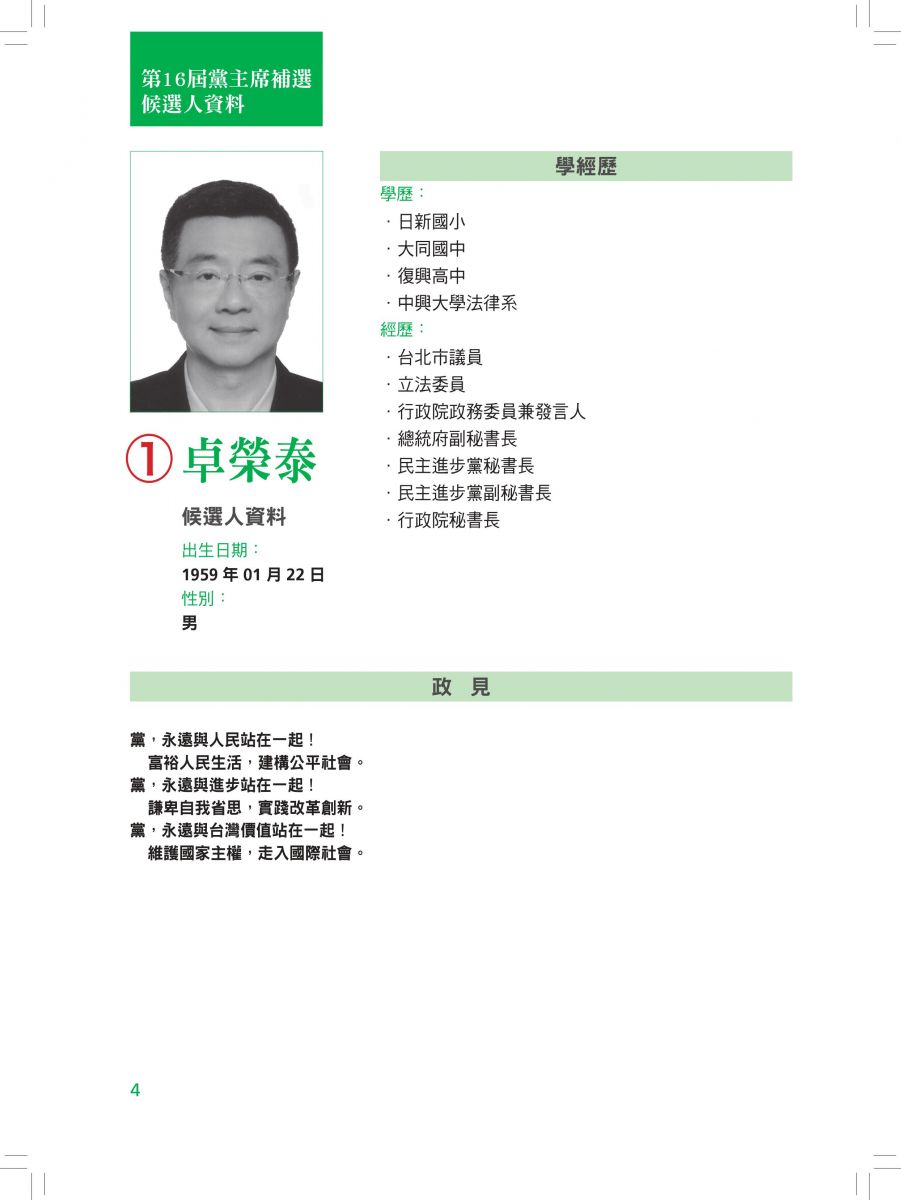 第16屆黨主席補選
候選人資料
① 卓榮泰
候選人資料
出生日期：
1959 年 01 月 22 日
性別：
男
學經歷
學歷：
．日新國小
．大同國中
．復興高中
．中興大學法律系
經歷：
．台北市議員
．立法委員
．行政院政務委員兼發言人
．總統府副秘書長
．民主進步黨秘書長
．民主進步黨副秘書長
．行政院秘書長
政 見
黨，永遠與人民站在一起！
富裕人民生活，建構公平社會。
黨，永遠與進步站在一起！
謙卑自我省思，實踐改革創新。
黨，永遠與台灣價值站在一起！
維護國家主權，走入國際社會。
4